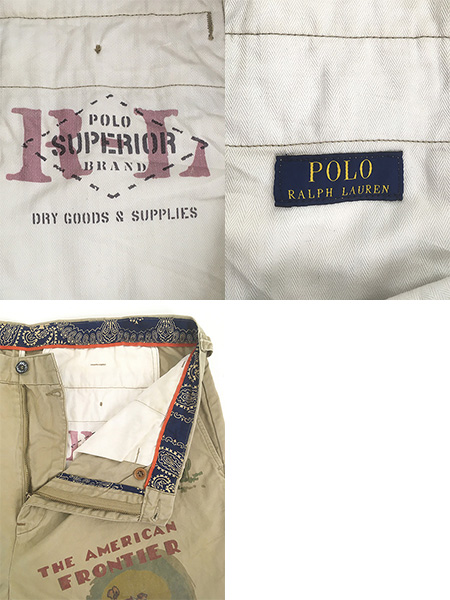 R L
POLO
SUPERIOR
BRAND
DRY GOODS & SUPPLIES
POLO
RALPH LAUREN
THE AMERICAN
FRONTIER